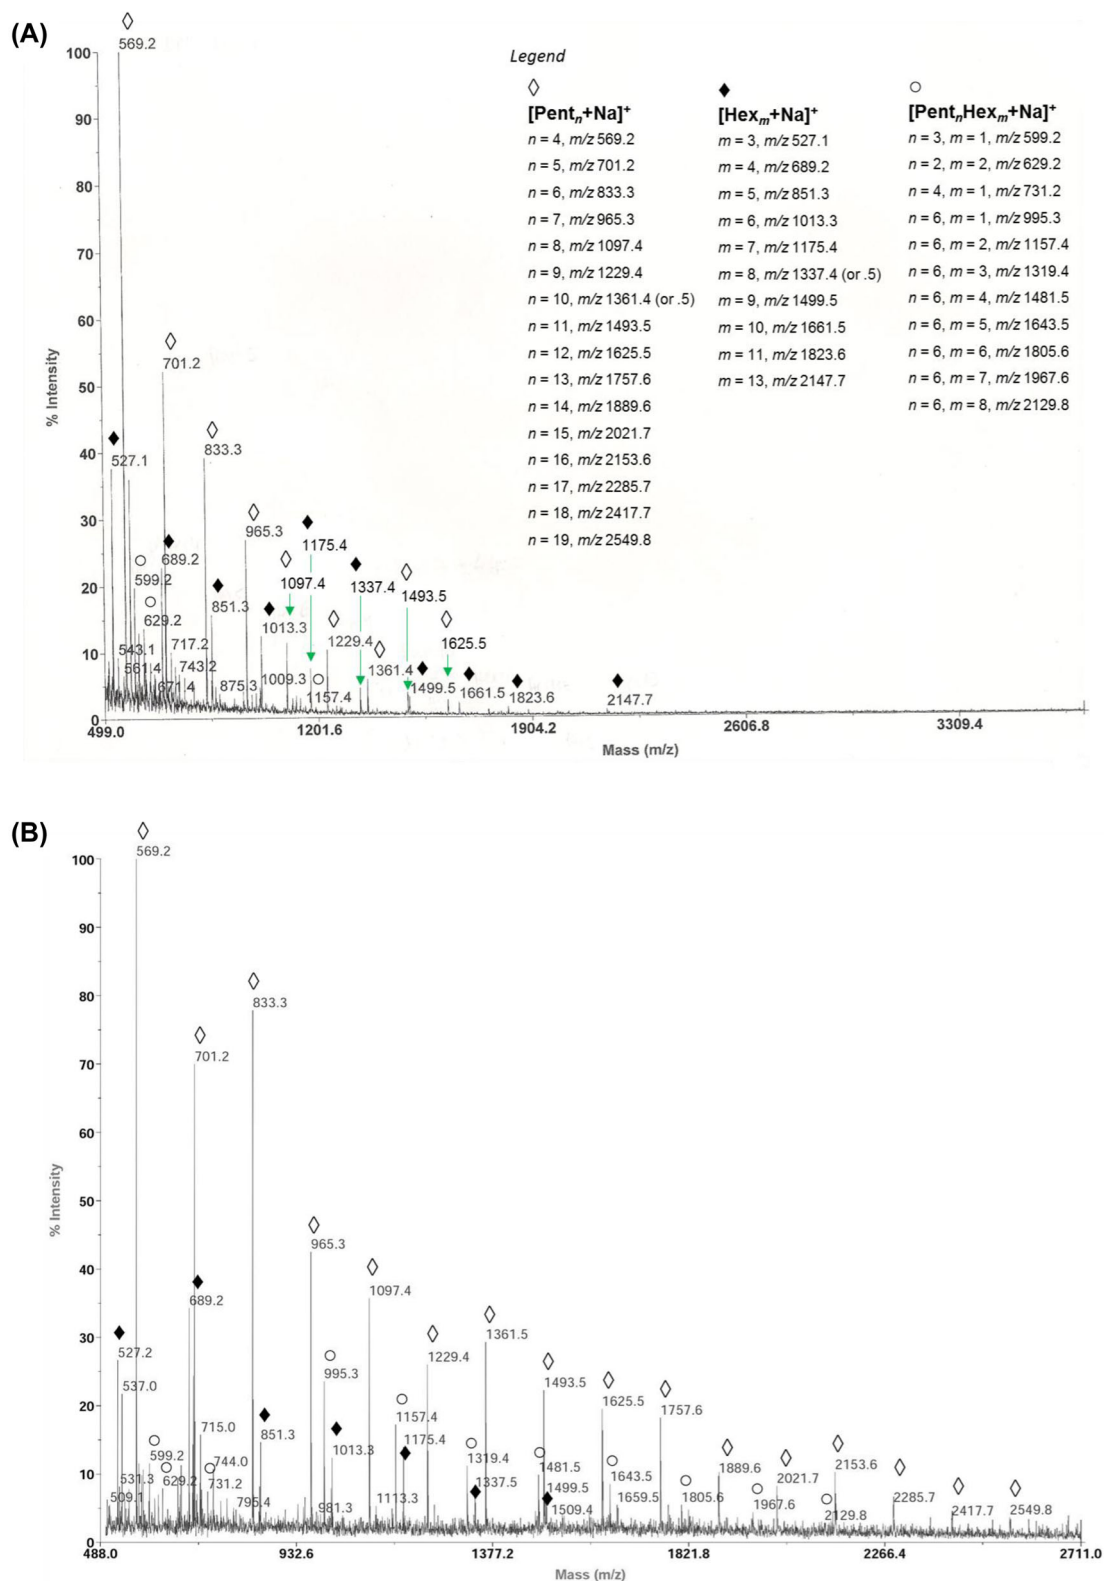 (A)
Legend
[Pentn+Na]+
n = 4, m/z 569.2
n = 5, m/z 701.2
n = 6, m/z 833.3
n = 7, m/z 965.3
n = 8, m/z 1097.4
n = 9, m/z 1229.4
n = 10, m/z 1361.4 (or .5)
n = 11, m/z 1493.5
n = 12, m/z 1625.5
n = 13, m/z 1757.6
n = 14, m/z 1889.6
n = 15, m/z 2021.7
n = 16, m/z 2153.6
n = 17, m/z 2285.7
n = 18, m/z 2417.7
n = 19, m/z 2549.8
[Hexm+Na]+
m = 3, m/z 527.1
m = 4, m/z 689.2
m = 5, m/z 851.3
m = 6, m/z 1013.3
m = 7, m/z 1175.4
m = 8, m/z 1337.4 (or .5)
m = 9, m/z 1499.5
m = 10, m/z 1661.5
m = 11, m/z 1823.6
m = 13, m/z 2147.7
[PentnHexm+Na]+
n = 3, m = 1, m/z 599.2
n = 2, m = 2, m/z 629.2
n = 4, m = 1, m/z 731.2
n = 6, m = 1, m/z 995.3
n = 6, m = 2, m/z 1157.4
n = 6, m = 3, m/z 1319.4
n = 6, m = 4, m/z 1481.5
n = 6, m = 5, m/z 1643.5
n = 6, m = 6, m/z 1805.6
n = 6, m = 7, m/z 1967.6
n = 6, m = 8, m/z 2129.8
% Intensity
100
90
80
70
60
50
40
30
20
10
0
569.2
701.2
833.3
527.1
965.3
689.2
599.2
629.2
851.3
1013.3
1097.4
1175.4
1337.4
1493.5
1625.5
543.1
561.4
717.2
743.2
671.4
875.3
1009.3
1157.4
1229.4
1361.4
1499.5
1661.5
1823.6
2147.7
499.0
1201.6
1904.2
2606.8
3309.4
Mass (m/z)
(B)
% Intensity
100
90
80
70
60
50
40
30
20
10
0
569.2
833.3
701.2
965.3
689.2
527.2
537.0
1097.4
1229.4
1361.5
995.3
1493.5
1625.5
1757.6
851.3
1013.3
1157.4
1175.4
1319.4
1337.5
1481.5
1499.5
1509.4
1643.5
1659.5
1805.6
1889.6
1967.6
2021.7
2153.6
2129.8
2285.7
2417.7
2549.8
715.0
599.2
744.0
531.3
629.2
731.2
509.1
795.4
981.3
1113.3
488.0
932.6
1377.2
1821.8
2266.4
2711.0
Mass (m/z)